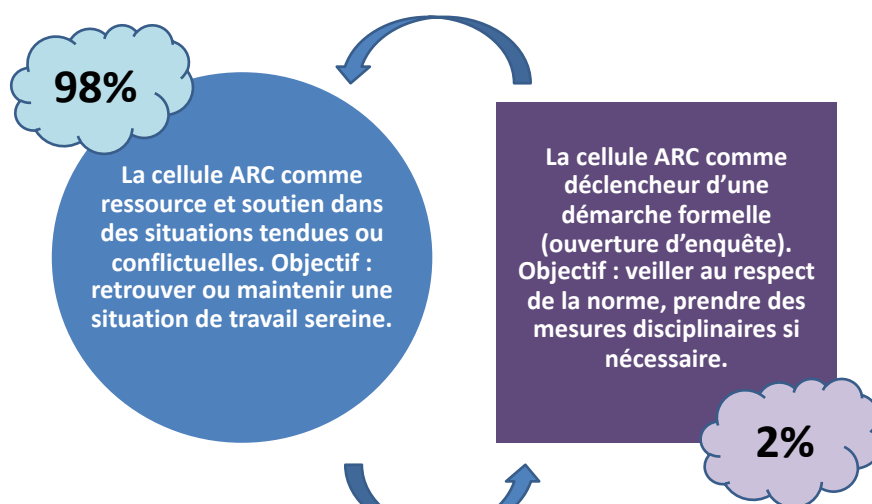 98%
La cellule ARC comme
ressource et soutien dans
des situations tendues ou
conflictuelles. Objectif :
retrouver ou maintenir une
situation de travail sereine.
La cellule ARC comme
déclencheur d’une
démarche formelle
(ouverture d’enquête).
Objectif : veiller au respect
de la norme, prendre des
mesures disciplinaires si
nécessaire.
2%